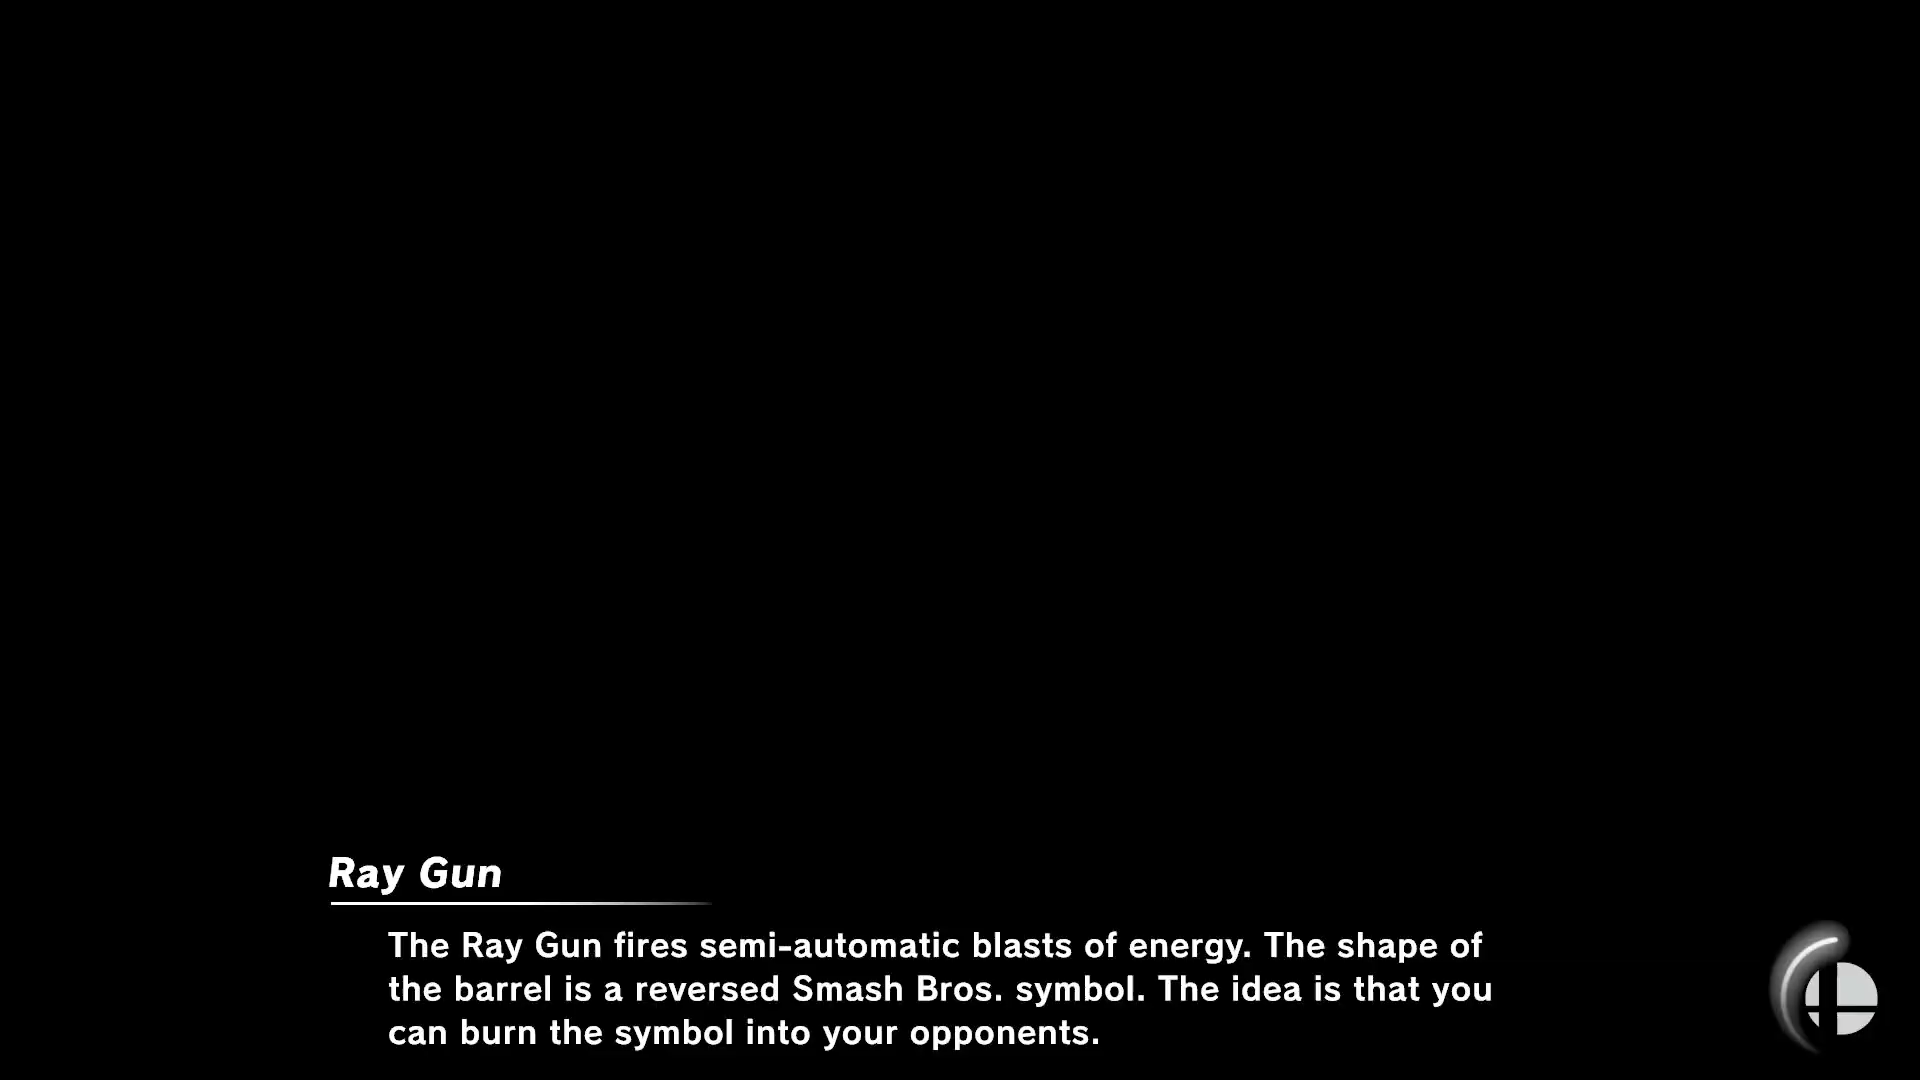 Ray Gun
The Ray Gun fires semi-automatic blasts of energy. The shape of
the barrel is a reversed Smash Bros. symbol. The idea is that you
can burn the symbol into your opponents.